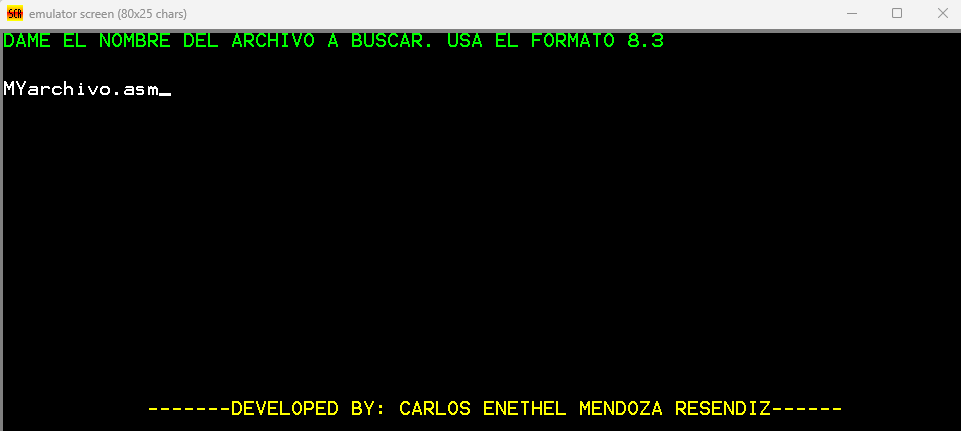 SCR
emulator screen (80x25 chars)
DAME EL NOMBRE DEL ARCHIVO A BUSCAR. USA EL FORMATO 8.3
MYarchivo.asm_
-------DEVELOPED BY: CARLOS ENETHEL MENDOZA RESENDIZ------